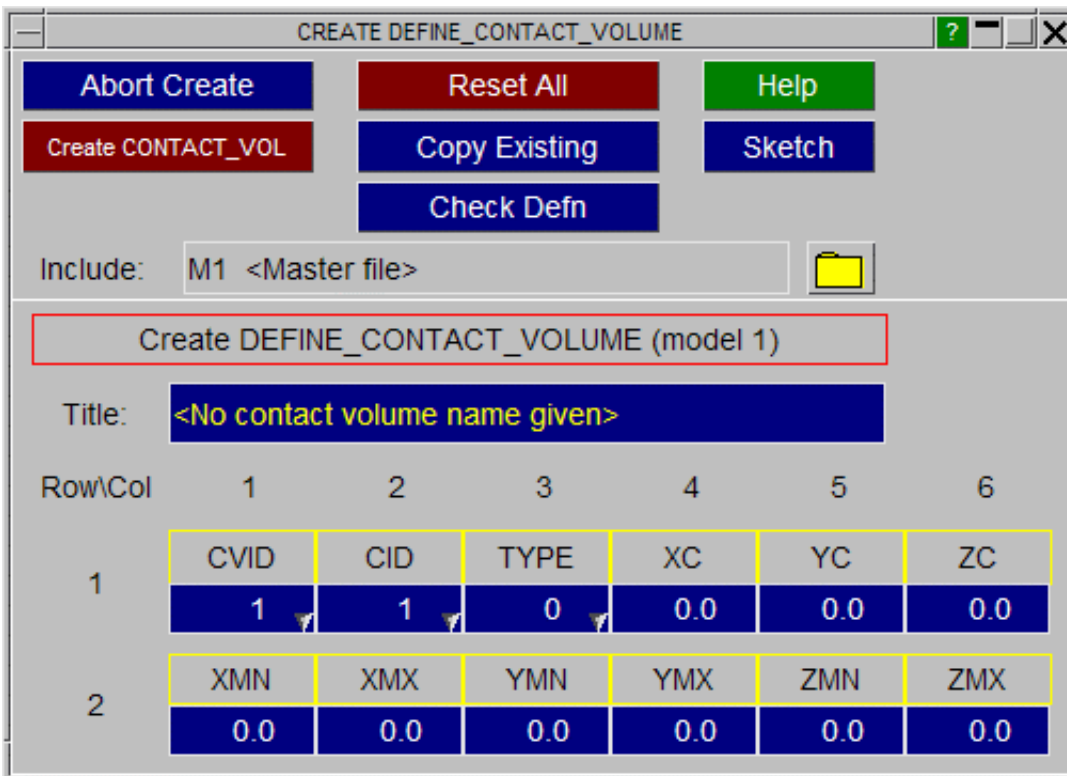 CREATE DEFINE_CONTACT_VOLUME ?
Abort Create Reset All Help
Create CONTACT_VOL Copy Existing Sketch
Check Defn
Include: M1 <Master file>
Create DEFINE_CONTACT_VOLUME (model 1)
Title: <No contact volume name given>
Row\Col 1 2 3 4 5 6
1 CVID CID TYPE XC YC ZC
1 1 0 0.0 0.0 0.0
2 XMN XMX YMN YMX ZMN ZMX
0.0 0.0 0.0 0.0 0.0 0.0